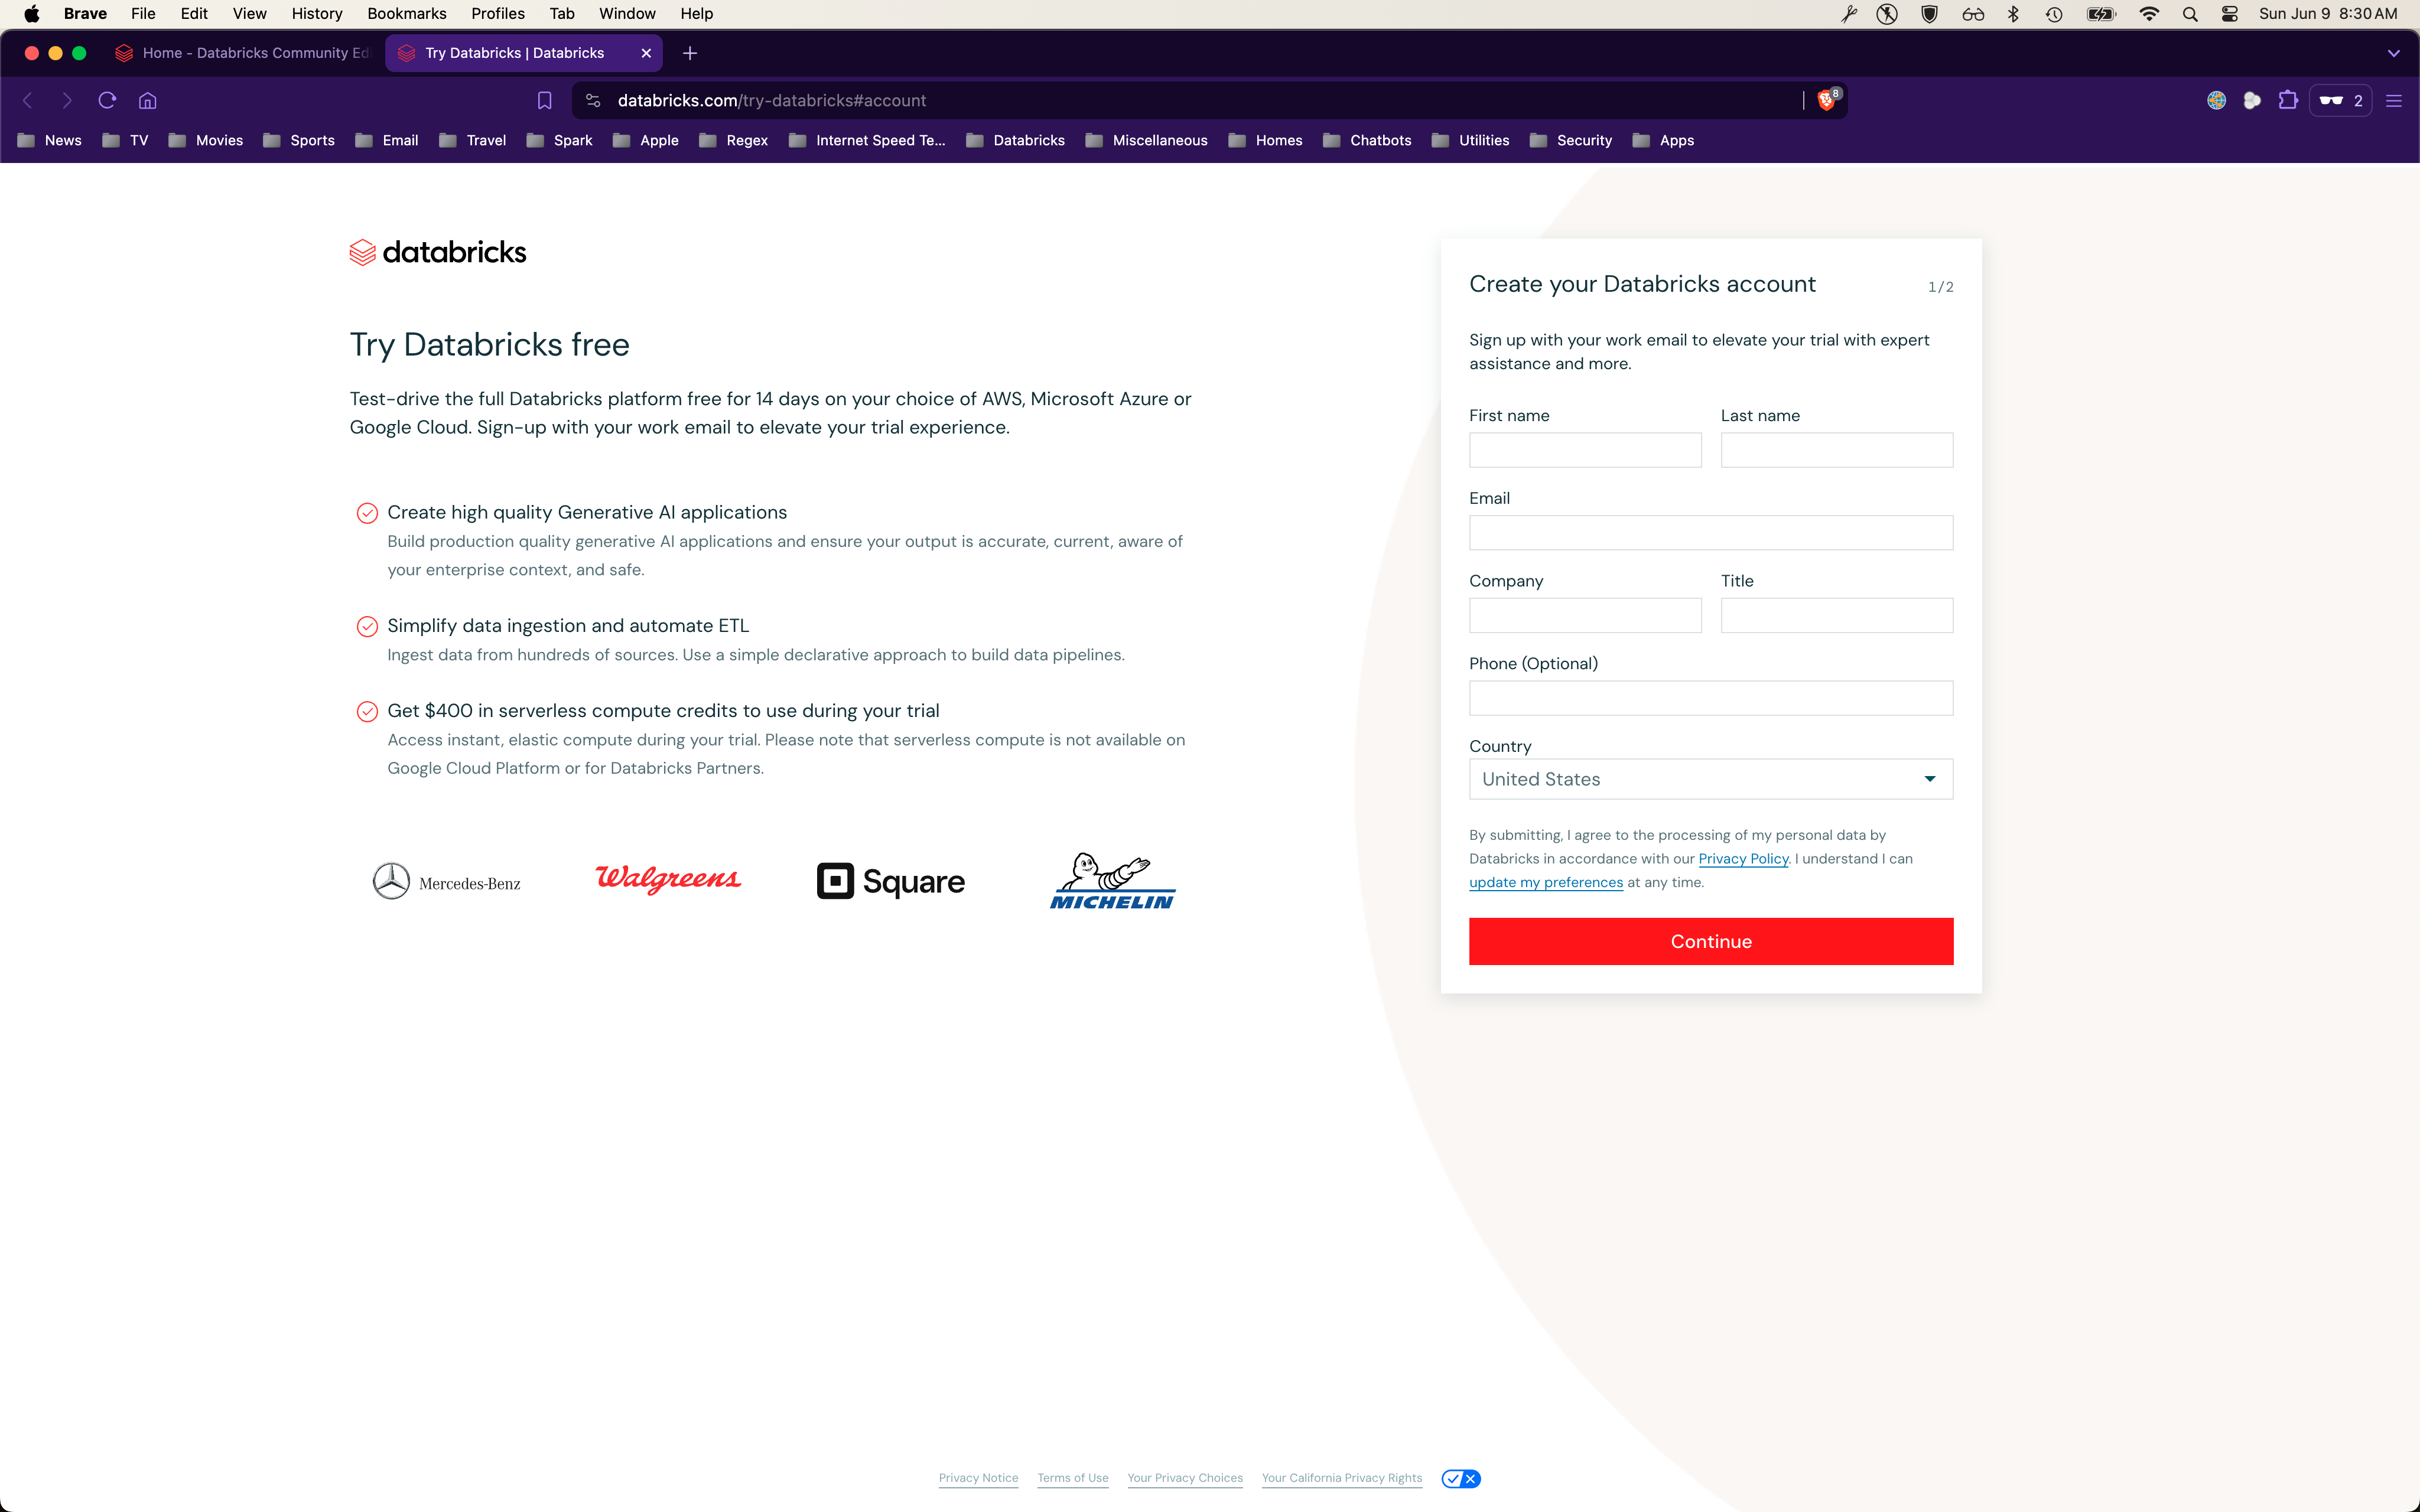 Brave File Edit View History Bookmarks Profiles Tab Window Help
Sun Jun 9 8:30 AM
Home - Databricks Community Ed
Try Databricks | Databricks
databricks.com/try-databricks#account
8
2
News TV Movies Sports Email Travel Spark Apple Regex Internet Speed Te... Databricks Miscellaneous Homes Chatbots Utilities Security Apps
databricks
Try Databricks free
Test-drive the full Databricks platform free for 14 days on your choice of AWS, Microsoft Azure or
Google Cloud. Sign-up with your work email to elevate your trial experience.
Create high quality Generative AI applications
Build production quality generative AI applications and ensure your output is accurate, current, aware of
your enterprise context, and safe.
Simplify data ingestion and automate ETL
Ingest data from hundreds of sources. Use a simple declarative approach to build data pipelines.
Get $400 in serverless compute credits to use during your trial
Access instant, elastic compute during your trial. Please note that serverless compute is not available on
Google Cloud Platform or for Databricks Partners.
Mercedes-Benz
Walgreens
Square
MICHELIN
Create your Databricks account
1/2
Sign up with your work email to elevate your trial with expert
assistance and more.
First name
Last name
Email
Company
Title
Phone (Optional)
Country
United States
By submitting, I agree to the processing of my personal data by
Databricks in accordance with our Privacy Policy. I understand I can
update my preferences at any time.
Continue
Privacy Notice
Terms of Use
Your Privacy Choices
Your California Privacy Rights